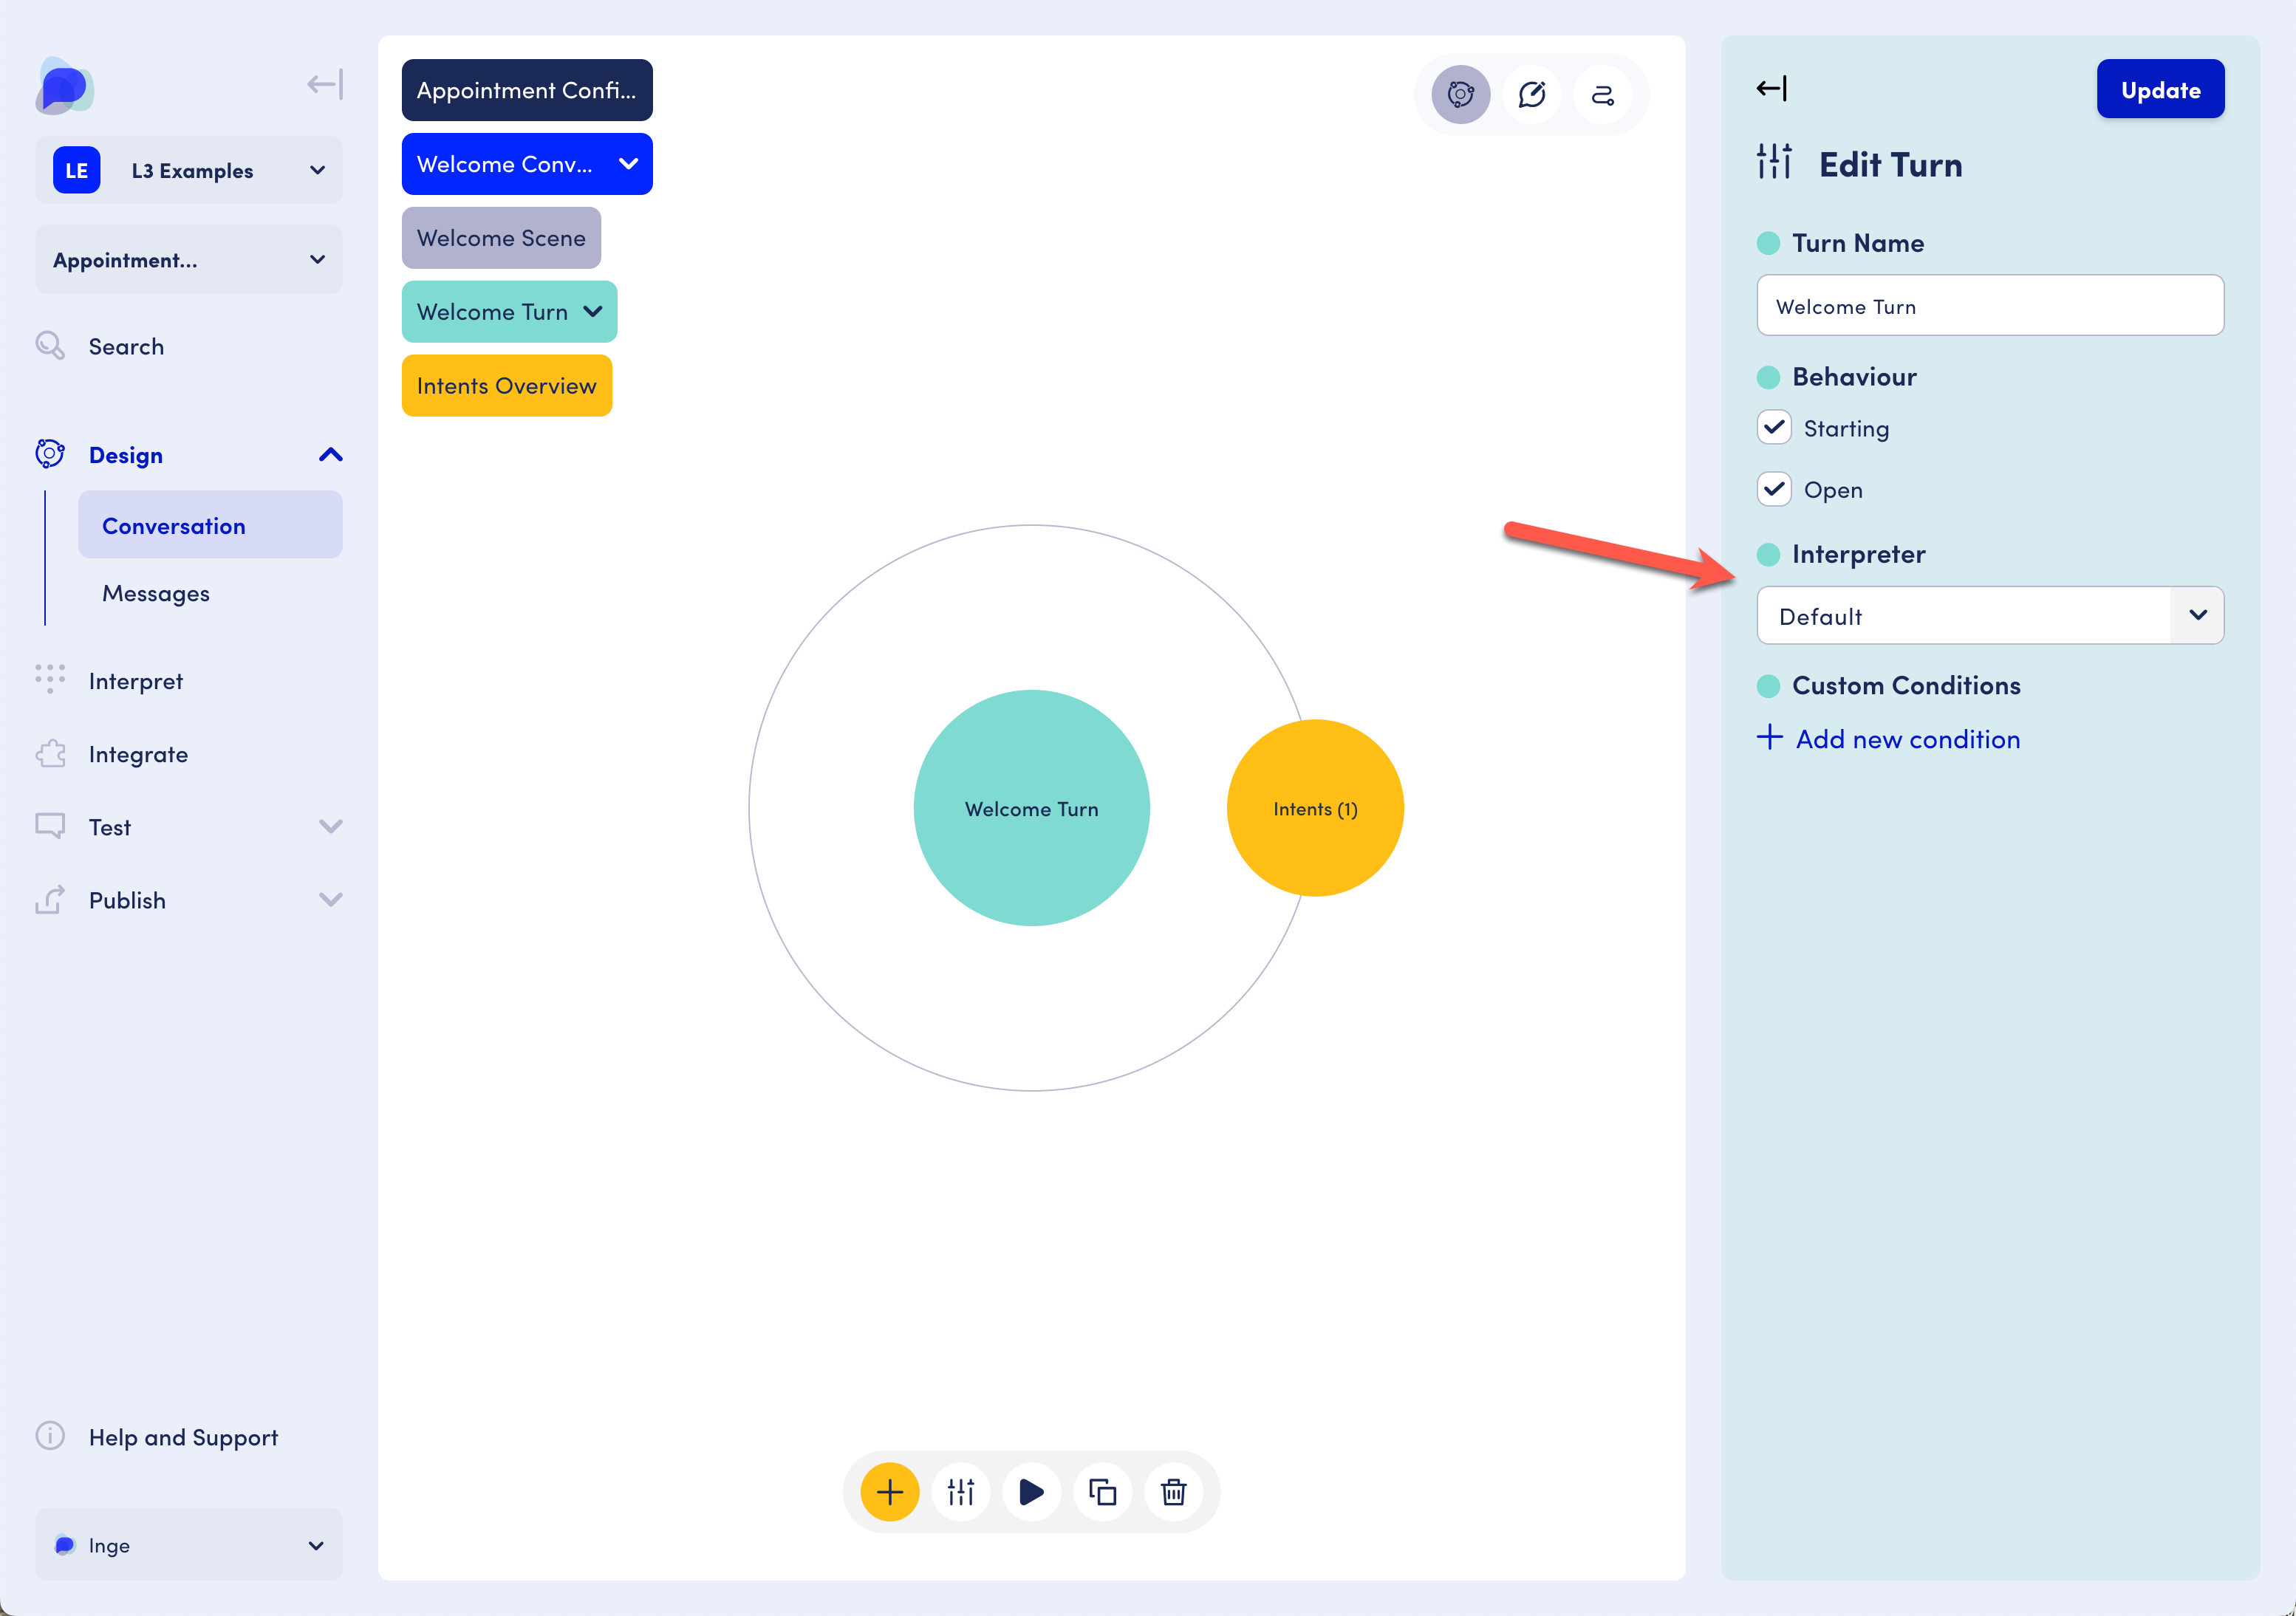 LE
L3 Examples
Appointment...
Search
Design
Conversation
Messages
Interpret
Integrate
Test
Publish
Help and Support
Inge
Appointment Confi...
Welcome Conv...
Welcome Scene
Welcome Turn
Intents Overview
Welcome Turn
Intents (1)
Update
Edit Turn
Turn Name
Welcome Turn
Behaviour
Starting
Open
Interpreter
Default
Custom Conditions
Add new condition